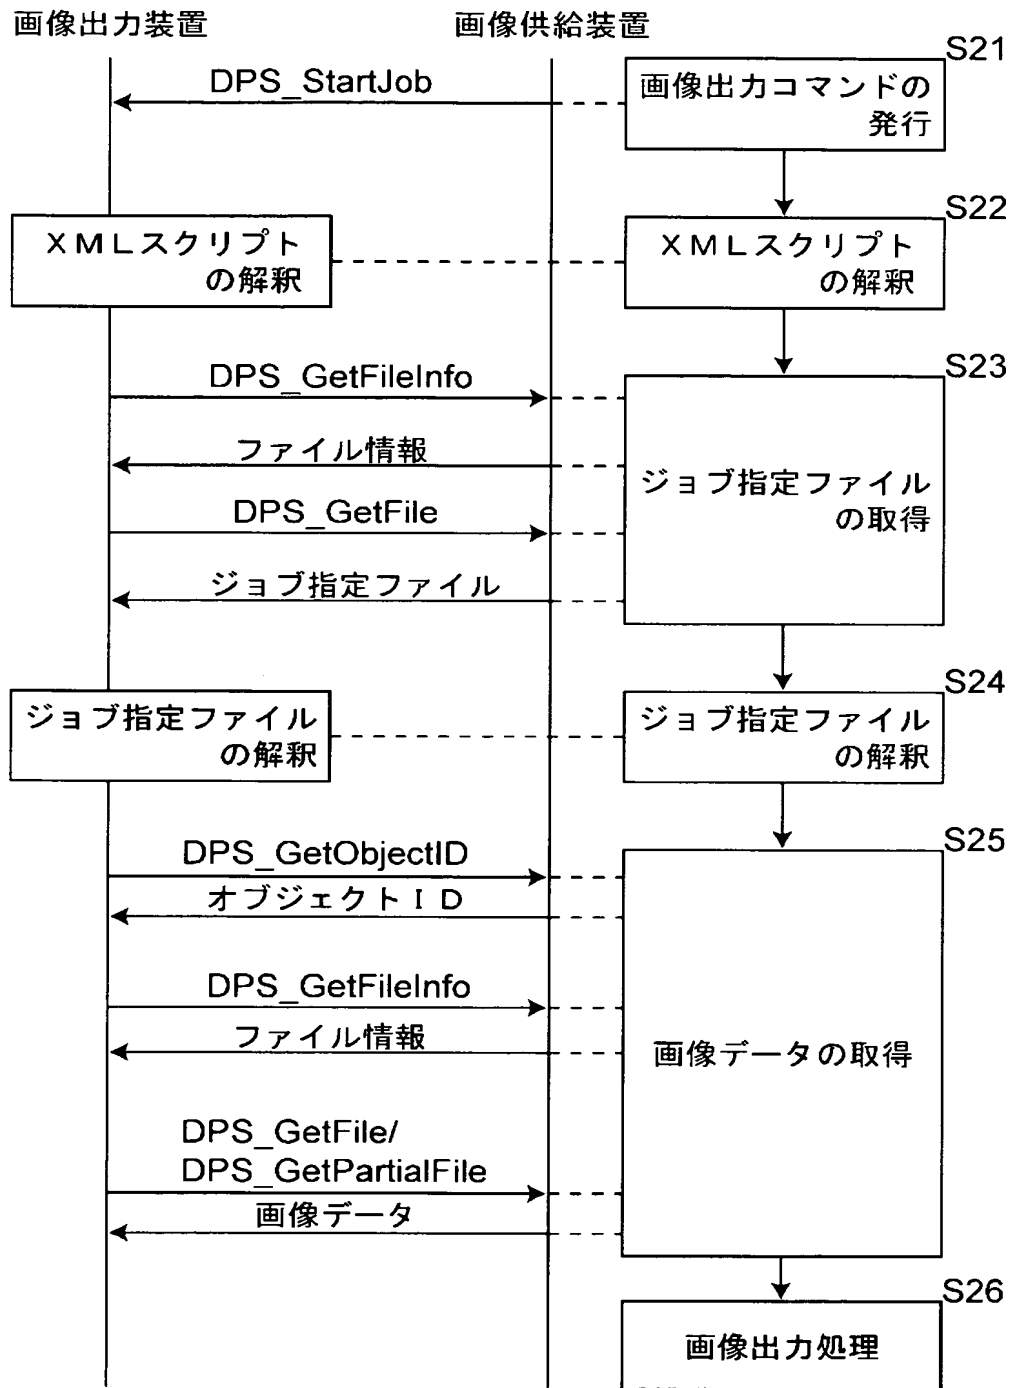 画像出力装置
画像供給装置
S21
DPS_StartJob
画像出力コマンドの
発行
S22
XMLスクリプト
の解釈
XMLスクリプト
の解釈
S23
DPS_GetFileInfo
ファイル情報
DPS_GetFile
ジョブ指定ファイル
ジョブ指定ファイル
の取得
S24
ジョブ指定ファイル
の解釈
ジョブ指定ファイル
の解釈
S25
DPS_GetObjectID
オブジェクトID
DPS_GetFileInfo
ファイル情報
画像データの取得
DPS_GetFile/
DPS_GetPartialFile
画像データ
S26
画像出力処理